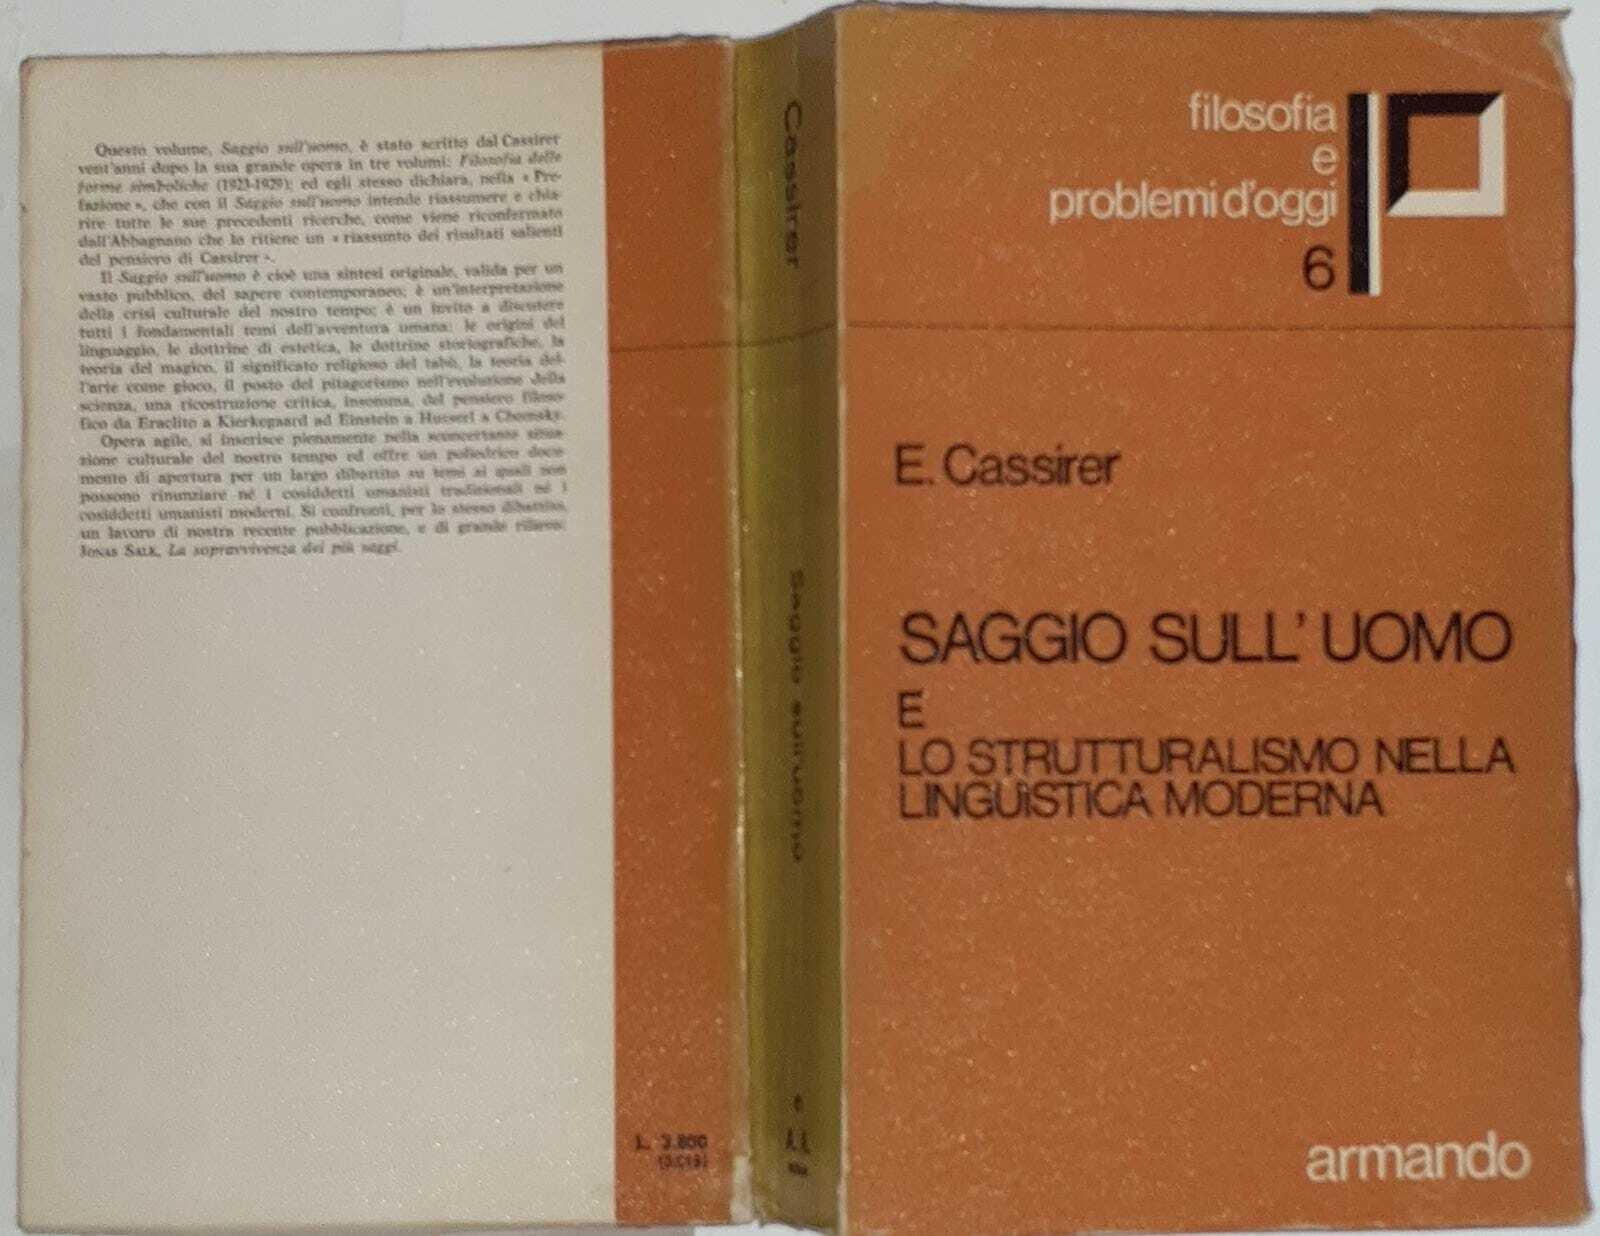 Questo volume, Saggio sull'uomo, è stato scritto dal Cassirer
vent'anni dopo la sua grande opera in tre volumi: Filosofia delle
forme simboliche (1923-1929); ed egli stesso dichiara, nella « Pre-
fazione », che con il Saggio sull'uomo intende riassumere e chia-
rire tutte le sue precedenti ricerche, come viene riconfermato
dall'Abbagnano che lo ritiene un « riassunto dei risultati salienti
del pensiero di Cassirer ».
Il Saggio sull'uomo è cioè una sintesi originale, valida per un
vasto pubblico, del sapere contemporaneo; è un'interpretazione
della crisi culturale del nostro tempo; è un invito a discutere
tutti i fondamentali temi dell'avventura umana: le origini del
linguaggio, le dottrine di estetica, le dottrine storiografiche, la
teoria del magico, il significato religioso del tabù, la teoria del-
l'arte come gioco, il posto del pitagorismo nell'evoluzione della
scienza, una ricostruzione critica, insomma, del pensiero filoso-
fico da Eraclito a Kierkegaard ad Einstein a Husserl a Chomsky.
Opera agile, si inserisce pienamente nella sconcertante situa-
zione culturale del nostro tempo ed offre un poliedrico docu-
mento di apertura per un largo dibattito su temi ai quali non
possono rinunziare né i cosiddetti umanisti tradizionali né i
cosiddetti umanisti moderni. Si confronti, per lo stesso dibattito,
un lavoro di nostra recente pubblicazione, e di grande rilievo:
JONAS SALK, La sopravvivenza dei più saggi.
L. 3.800
Cassirer
Saggio sull'uomo
filosofia
e
problemi d'oggi
6
E. Cassirer
SAGGIO SULL'UOMO
E
LO STRUTTURALISMO NELLA
LINGÜISTICA MODERNA
armando